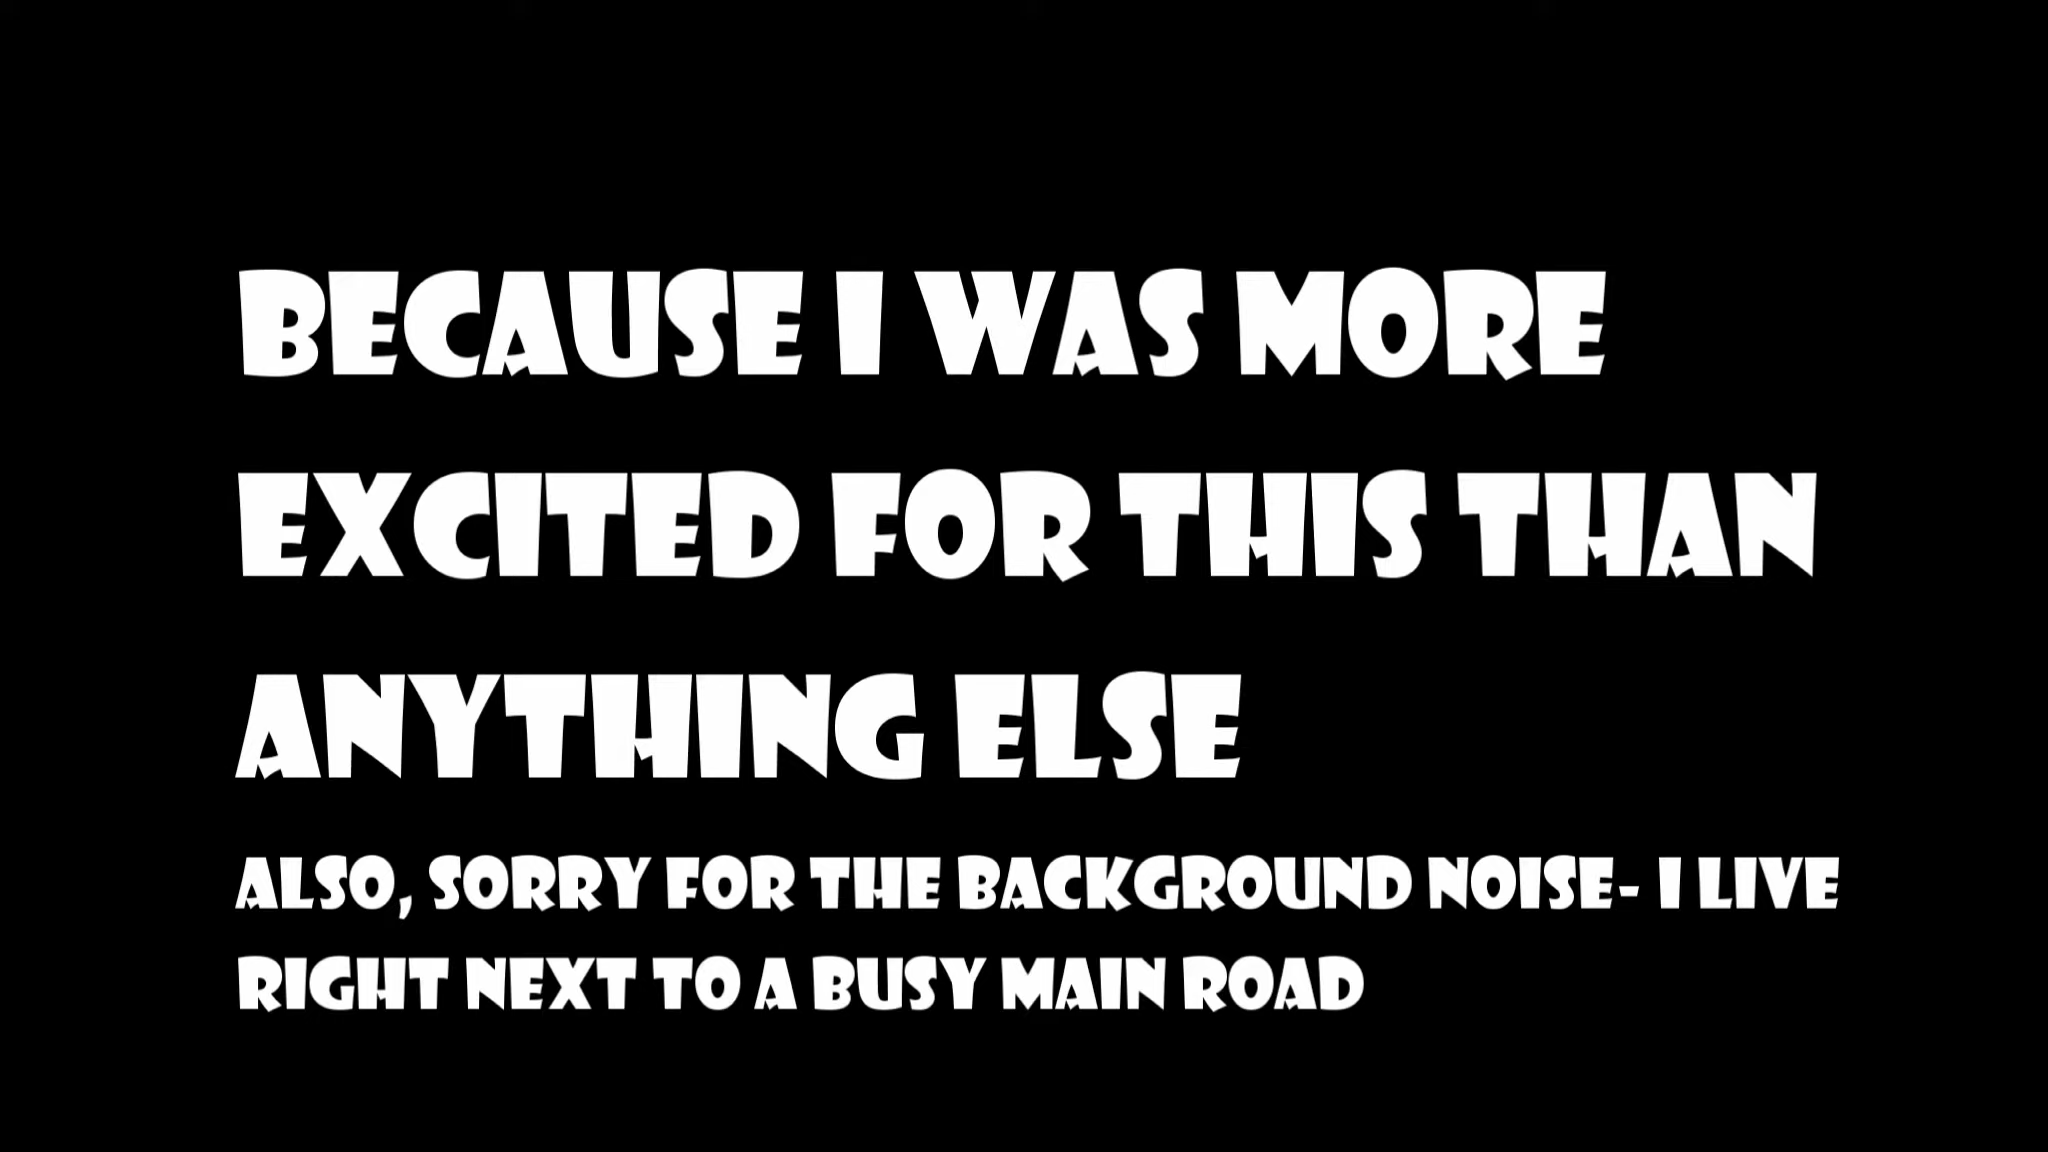 BECAUSE I WAS MORE
EXCITED FOR THIS THAN
ANYTHING ELSE
ALSO, SORRY FOR THE BACKGROUND NOISE- I LIVE
RIGHT NEXT TO A BUSY MAIN ROAD